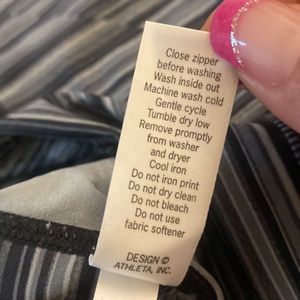 Close zipper
before washing
Wash inside out
Machine wash cold
Gentle cycle
Tumble dry low
Remove promptly
from washer
and dryer
Cool iron
Do not iron print
Do not dry clean
Do not bleach
Do not use
fabric softener
DESIGN ©
ATHLETA, INC.